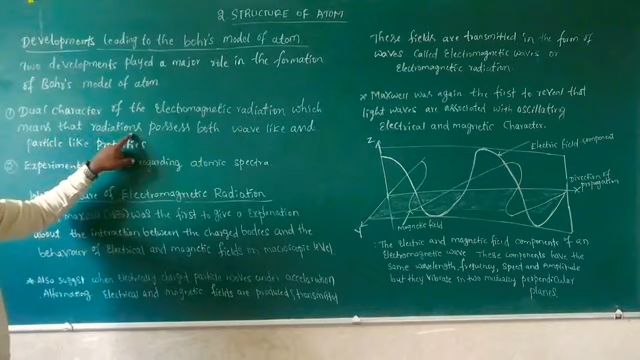 2 STRUCTURE OF ATOM
Developments leading to the bohr's model of atom
Two developments played a major role in the formation
of Bohr's model of atom
① Dual character of the Electromagnetic radiation which
means that radiations possess both wave like and
particle like
② regarding atomic spectra
of Electromagnetic Radiation
was the first to give a Explanation
about the interaction between the charged bodies and the
behaviour of Electrical and magnetic fields on macroscopic level
* Also suggest when Electrically charged particle waves under acceleration
Alternating Electrical and magnetic fields are produced & transmitted
These fields are transmitted in the form of
waves called Electromagnetic waves or
Electromagnetic radiation.
* Maxwell was again the first to reveal that
light waves are associated with oscillating
Electrical and magnetic Character.
Z
Electric field component
Direction of
propagation
X
Y
Magnetic field
∴ The Electric and magnetic field components of an
Electromagnetic wave. These components have the
same wavelength, frequency, speed and amplitude
but they vibrate in two mutually perpendicular
planes